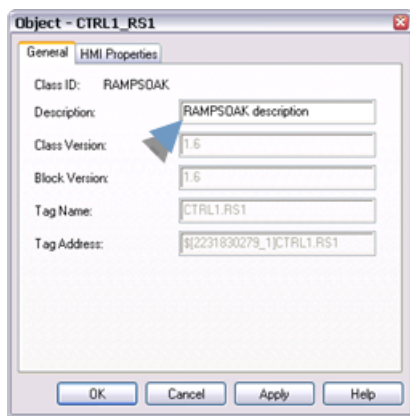 Object - CTRL1_RS1
General HMI Properties
Class ID: RAMPSOAK
Description: RAMPSOAK description
Class Version: 1.6
Block Version: 1.6
Tag Name: CTRL1.RS1
Tag Address: $[2231830279_1]CTRL1.RS1
OK Cancel Apply Help